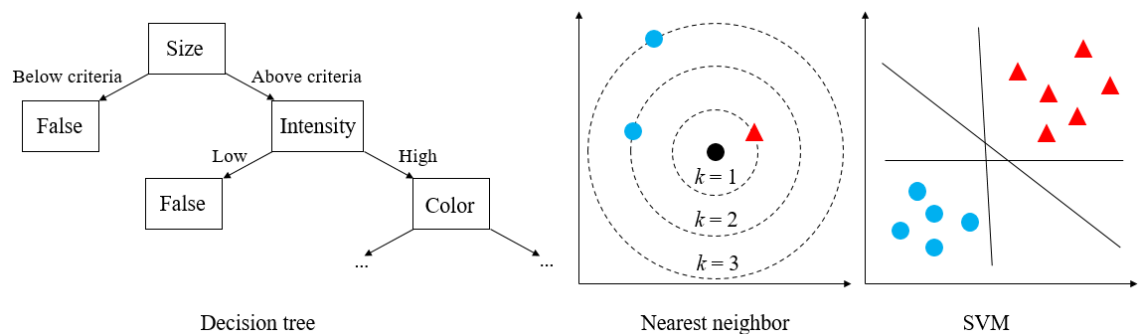 Size
Below criteria
Above criteria
False
Intensity
Low
High
False
Color
...
...
Decision tree
k = 1
k = 2
k = 3
Nearest neighbor
SVM